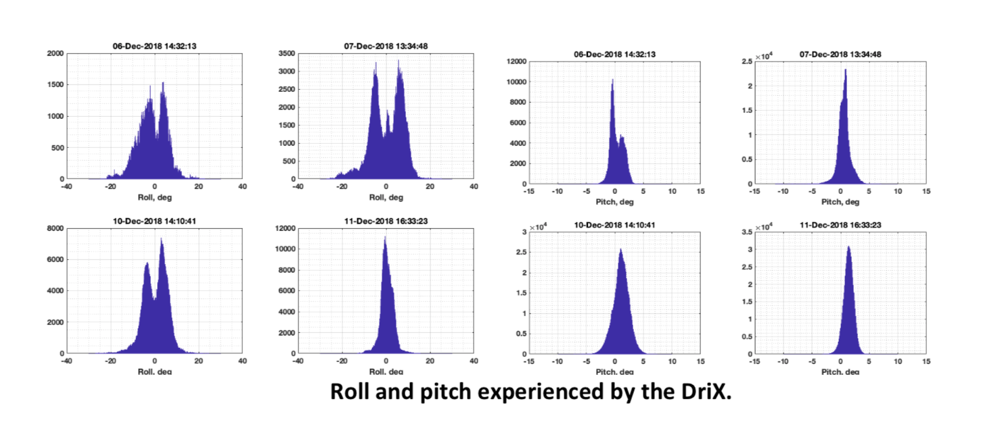 06-Dec-2018 14:32:13
2000
1500
1000
500
0
-40 -20 0 20 40
Roll, deg
07-Dec-2018 13:34:48
3500
3000
2500
2000
1500
1000
500
0
-40 -20 0 20 40
Roll, deg
06-Dec-2018 14:32:13
12000
10000
8000
6000
4000
2000
0
-15 -10 -5 0 5 10 15
Pitch, deg
07-Dec-2018 13:34:48
×10⁴
2.5
2
1.5
1
0.5
0
-15 -10 -5 0 5 10 15
Pitch, deg
10-Dec-2018 14:10:41
8000
6000
4000
2000
0
-40 -20 0 20 40
Roll, deg
11-Dec-2018 16:33:23
12000
10000
8000
6000
4000
2000
0
-40 -20 0 20 40
Roll, deg
10-Dec-2018 14:10:41
×10⁴
3
2.5
2
1.5
1
0.5
0
-15 -10 -5 0 5 10 15
Pitch, deg
11-Dec-2018 16:33:23
×10⁴
3.5
3
2.5
2
1.5
1
0.5
0
-15 -10 -5 0 5 10 15
Pitch, deg
Roll and pitch experienced by the DriX.